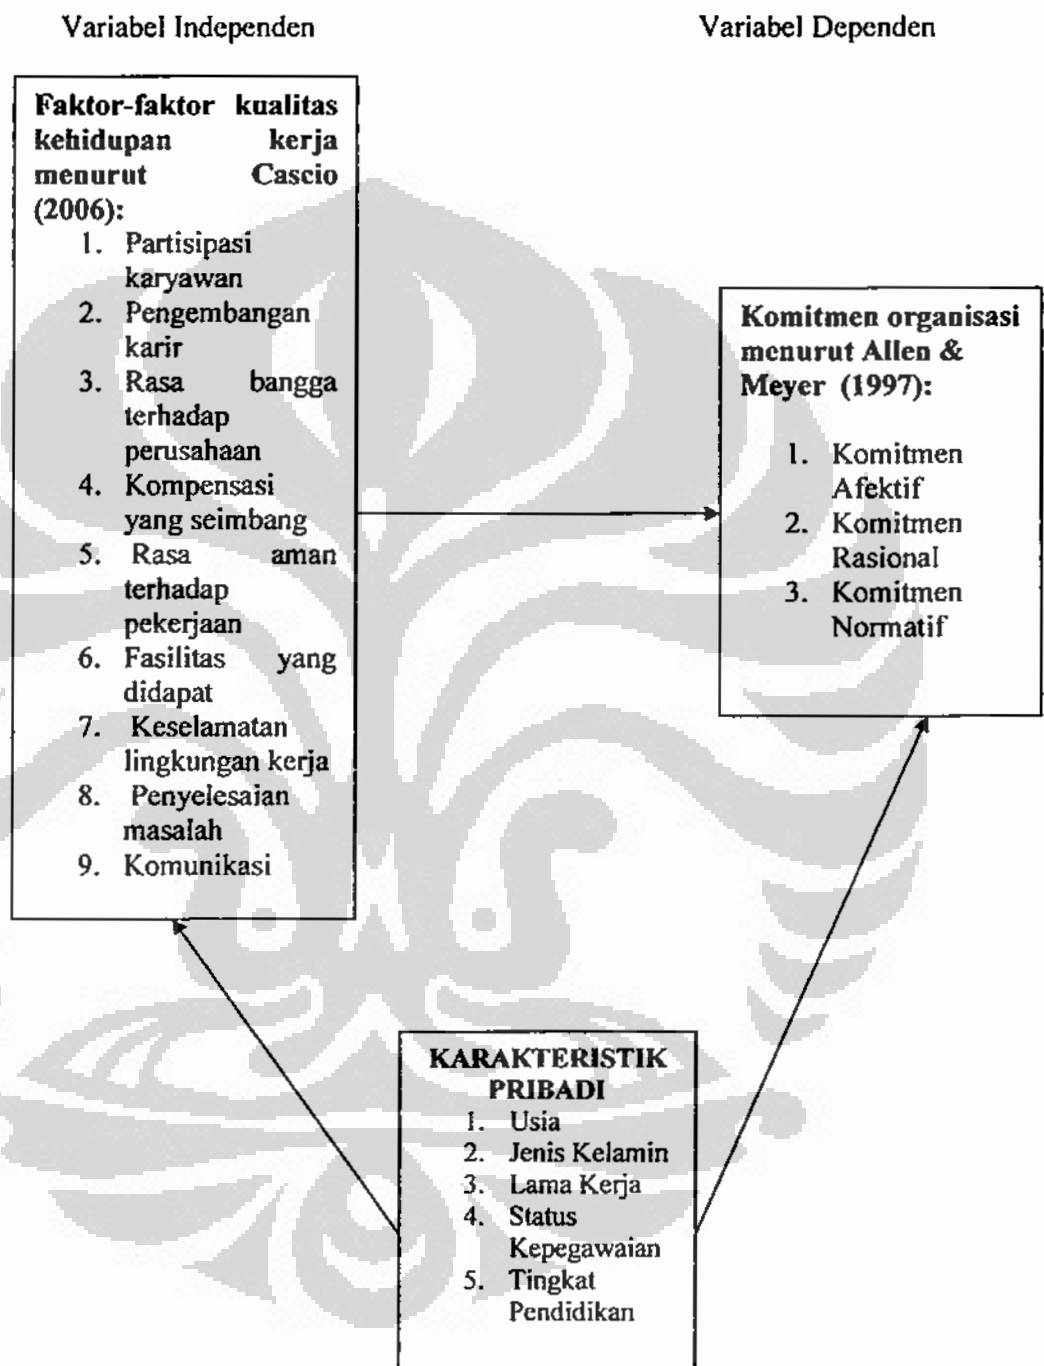 Variabel Independen
Variabel Dependen
Faktor-faktor kualitas
kehidupan kerja
menurut Cascio
(2006):
1. Partisipasi
karyawan
2. Pengembangan
karir
3. Rasa bangga
terhadap
perusahaan
4. Kompensasi
yang seimbang
5. Rasa aman
terhadap
pekerjaan
6. Fasilitas yang
didapat
7. Keselamatan
lingkungan kerja
8. Penyelesaian
masalah
9. Komunikasi
Komitmen organisasi
menurut Allen &
Meyer (1997):
1. Komitmen
Afektif
2. Komitmen
Rasional
3. Komitmen
Normatif
KARAKTERISTIK
PRIBADI
1. Usia
2. Jenis Kelamin
3. Lama Kerja
4. Status
Kepegawaian
5. Tingkat
Pendidikan